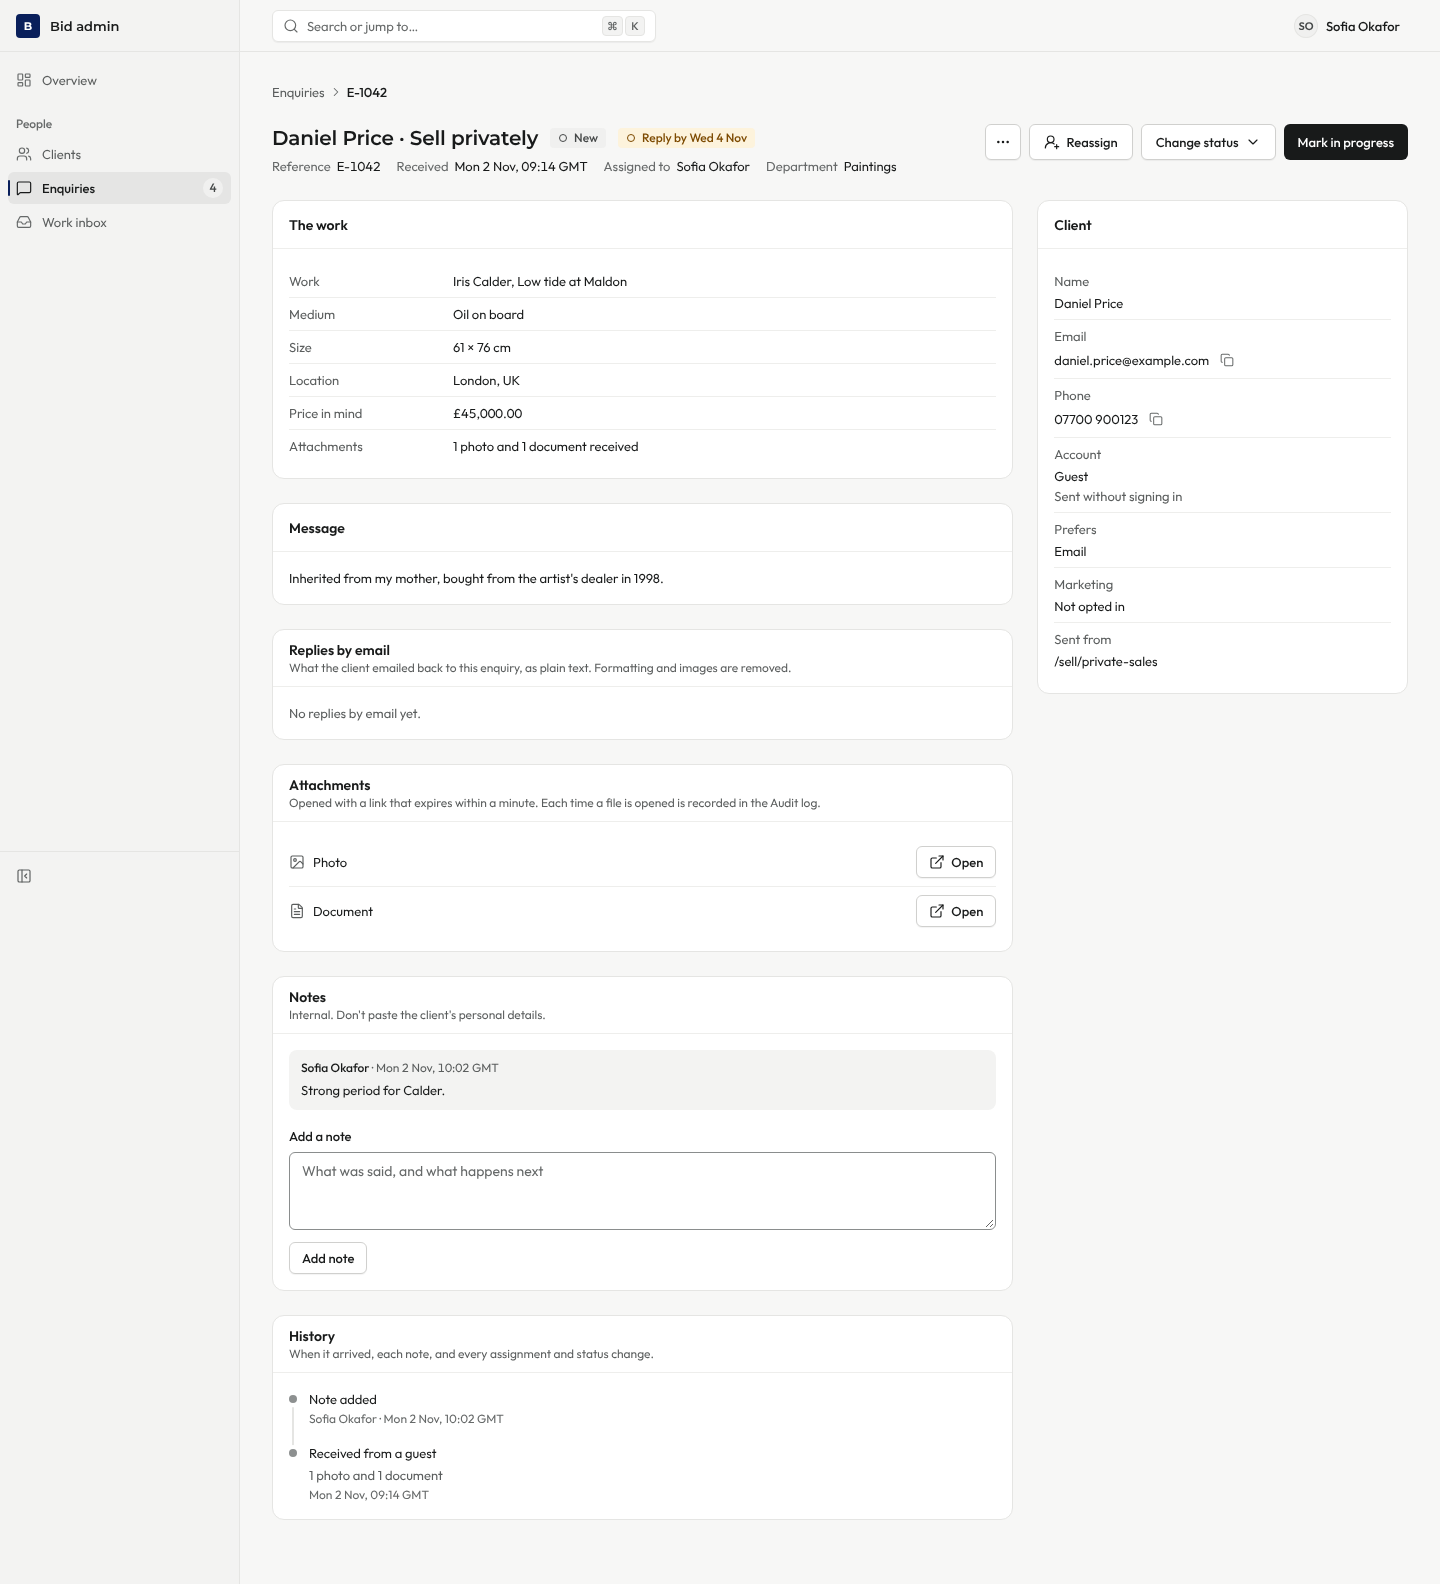 B Bid admin
Search or jump to...
⌘ K
SO Sofia Okafor
Overview
People
Clients
Enquiries 4
Work inbox
Enquiries > E-1042
Daniel Price · Sell privately
New
Reply by Wed 4 Nov
Reference E-1042 Received Mon 2 Nov, 09:14 GMT Assigned to Sofia Okafor Department Paintings
Reassign
Change status
Mark in progress
The work
Work Iris Calder, Low tide at Maldon
Medium Oil on board
Size 61 × 76 cm
Location London, UK
Price in mind £45,000.00
Attachments 1 photo and 1 document received
Message
Inherited from my mother, bought from the artist's dealer in 1998.
Replies by email
What the client emailed back to this enquiry, as plain text. Formatting and images are removed.
No replies by email yet.
Attachments
Opened with a link that expires within a minute. Each time a file is opened is recorded in the Audit log.
Photo Open
Document Open
Notes
Internal. Don't paste the client's personal details.
Sofia Okafor · Mon 2 Nov, 10:02 GMT
Strong period for Calder.
Add a note
What was said, and what happens next
Add note
History
When it arrived, each note, and every assignment and status change.
Note added
Sofia Okafor · Mon 2 Nov, 10:02 GMT
Received from a guest
1 photo and 1 document
Mon 2 Nov, 09:14 GMT
Client
Name
Daniel Price
Email
daniel.price@example.com
Phone
07700 900123
Account
Guest
Sent without signing in
Prefers
Email
Marketing
Not opted in
Sent from
/sell/private-sales